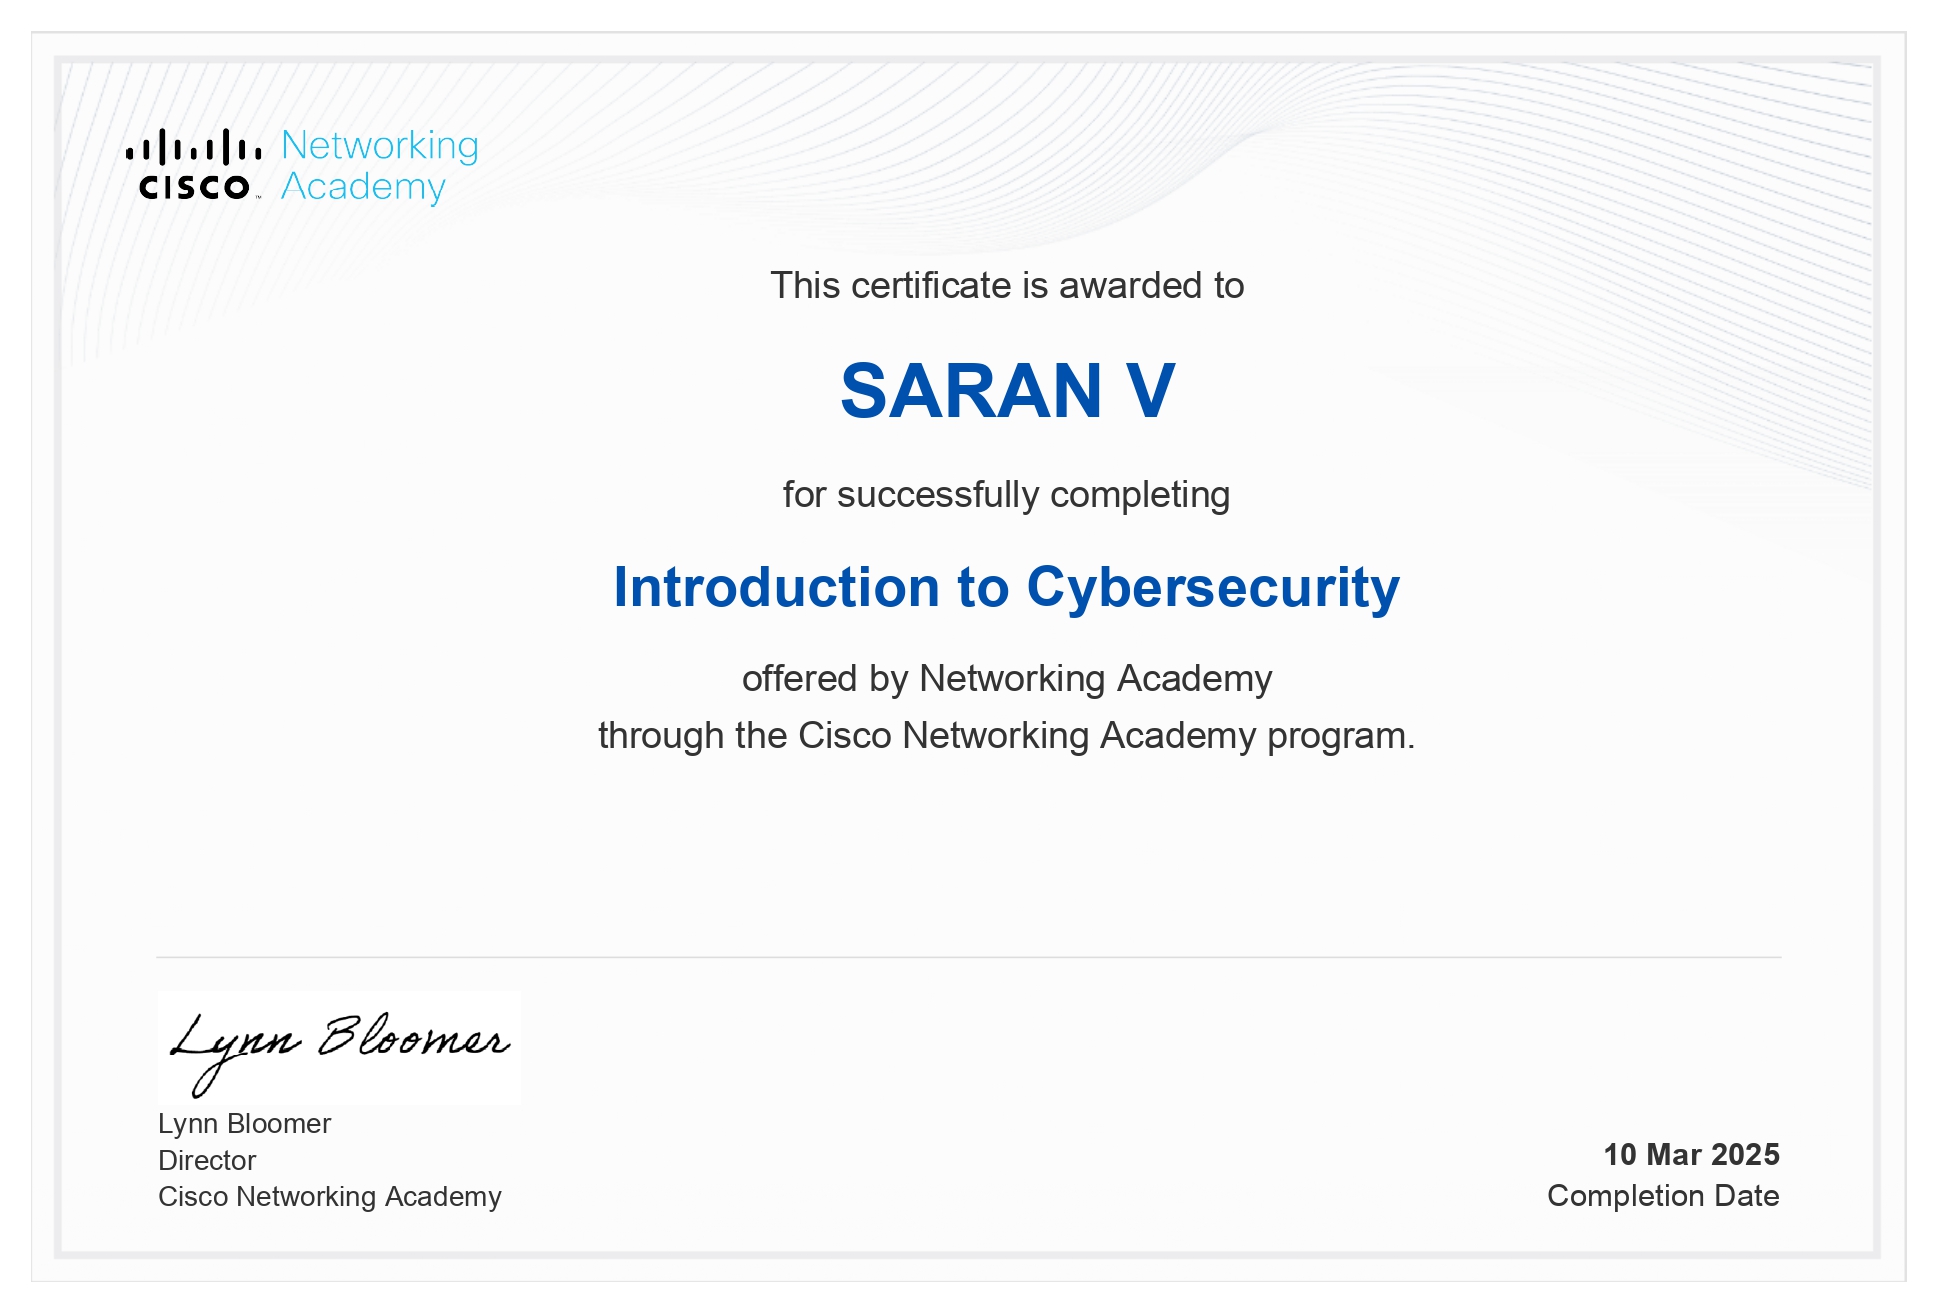 Networking
cisco™ Academy
This certificate is awarded to
SARAN V
for successfully completing
Introduction to Cybersecurity
offered by Networking Academy
through the Cisco Networking Academy program.
Lynn Bloomer
Lynn Bloomer
Director
Cisco Networking Academy
10 Mar 2025
Completion Date